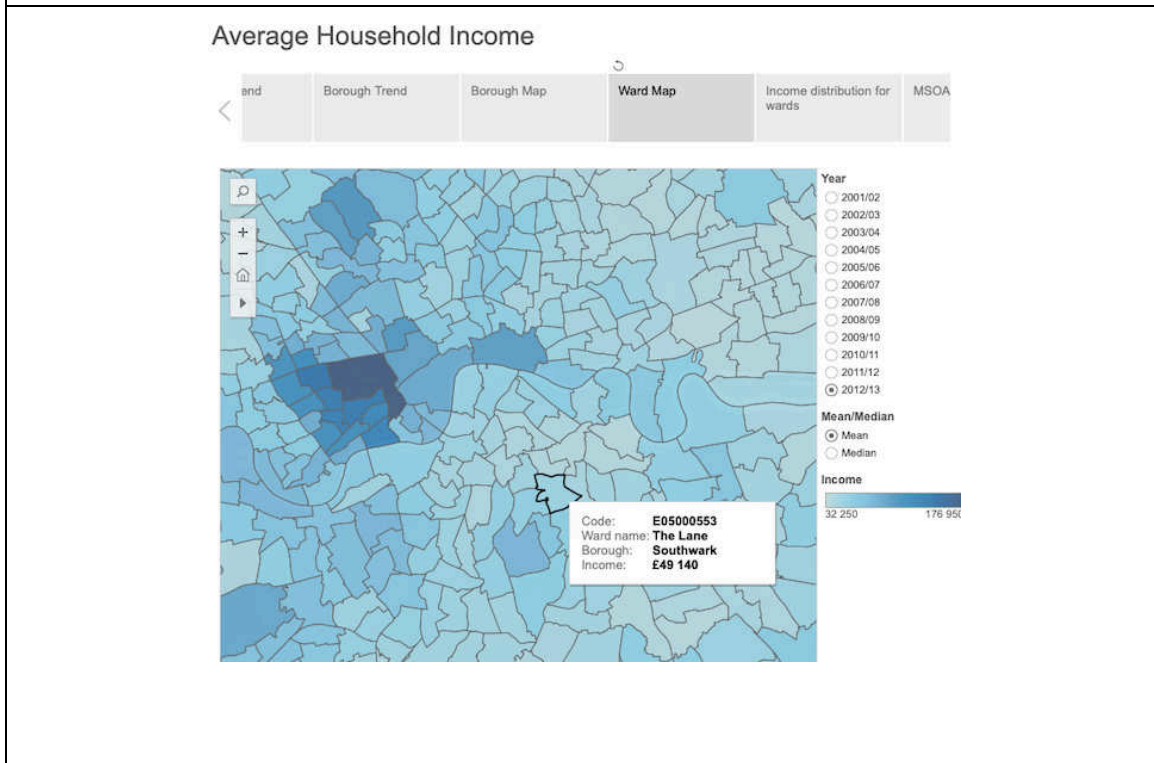 Average Household Income
end
Borough Trend
Borough Map
Ward Map
Income distribution for
wards
MSOA
Year
2001/02
2002/03
2003/04
2004/05
2005/06
2006/07
2007/08
2008/09
2009/10
2010/11
2011/12
2012/13
Mean/Median
Mean
Median
Income
32 250 176 950
Code: E05000553
Ward name: The Lane
Borough: Southwark
Income: £49 140